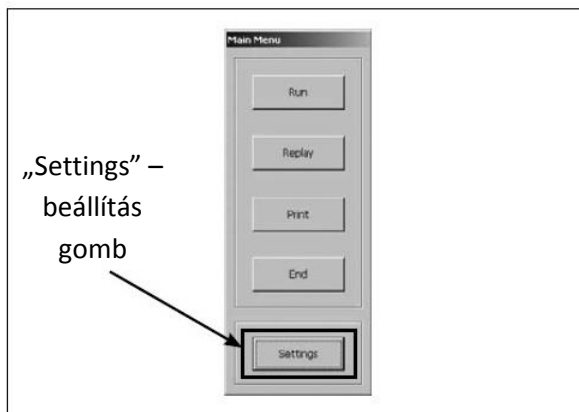 Main Menu
Run
Replay
Print
End
Settings
„Settings” –
beállítás
gomb